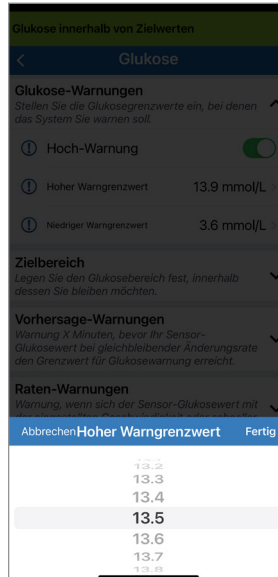 Glukose innerhalb von Zielwerten
Glukose
Glukose-Warnungen
Stellen Sie die Glukosegrenzwerte ein, bei denen
das System Sie warnen soll.
Hoch-Warnung
Hoher Warngrenzwert 13.9 mmol/L
Niedriger Warngrenzwert 3.6 mmol/L
Zielbereich
Legen Sie den Glukosebereich fest, innerhalb
dessen Sie bleiben möchten.
Vorhersage-Warnungen
Warnung X Minuten, bevor Ihr Sensor-
Glukosewert bei gleichbleibender Änderungsrate
den Grenzwert für Glukosewarnung erreicht.
Raten-Warnungen
Warnung, wenn sich der Sensor-Glukosewert mit
Abbrechen Hoher Warngrenzwert Fertig
13.2
13.3
13.4
13.5
13.6
13.7
13.8